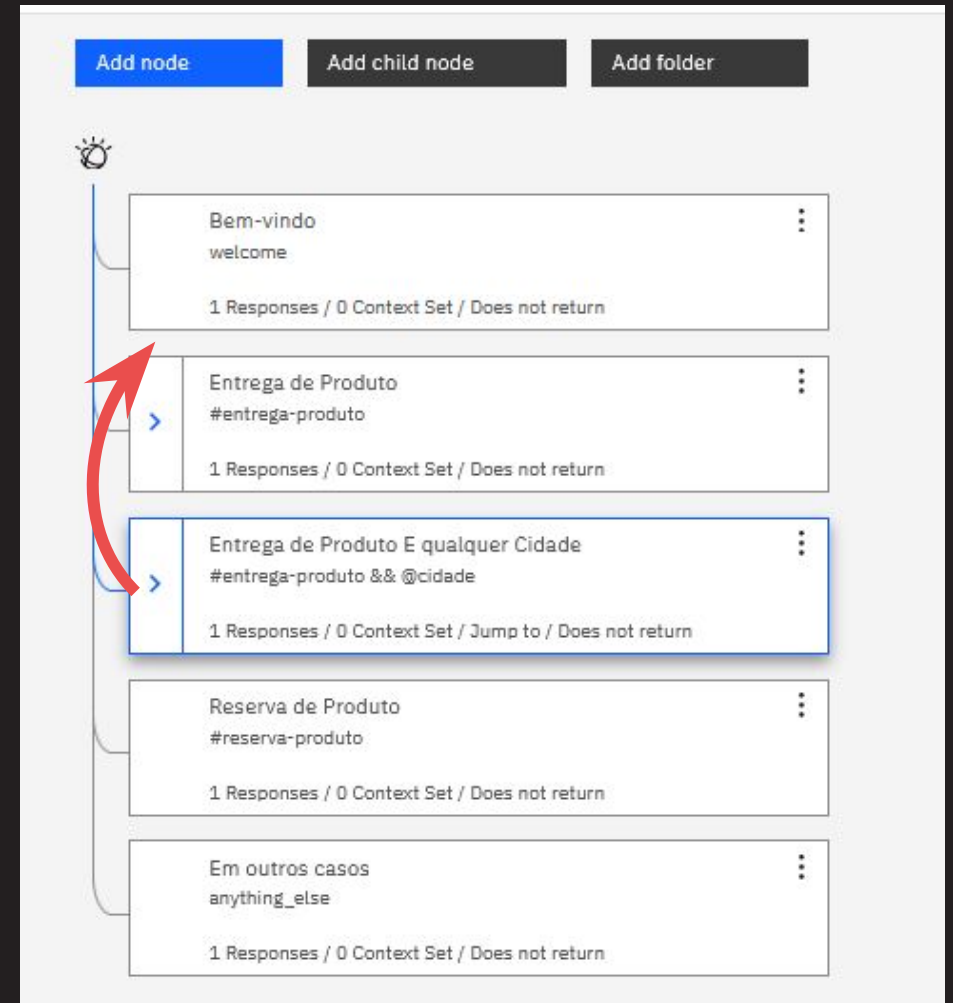 Add node
Add child node
Add folder
Bem-vindo
welcome
1 Responses / 0 Context Set / Does not return
Entrega de Produto
#entrega-produto
1 Responses / 0 Context Set / Does not return
Entrega de Produto E qualquer Cidade
#entrega-produto && @cidade
1 Responses / 0 Context Set / Jump to / Does not return
Reserva de Produto
#reserva-produto
1 Responses / 0 Context Set / Does not return
Em outros casos
anything_else
1 Responses / 0 Context Set / Does not return